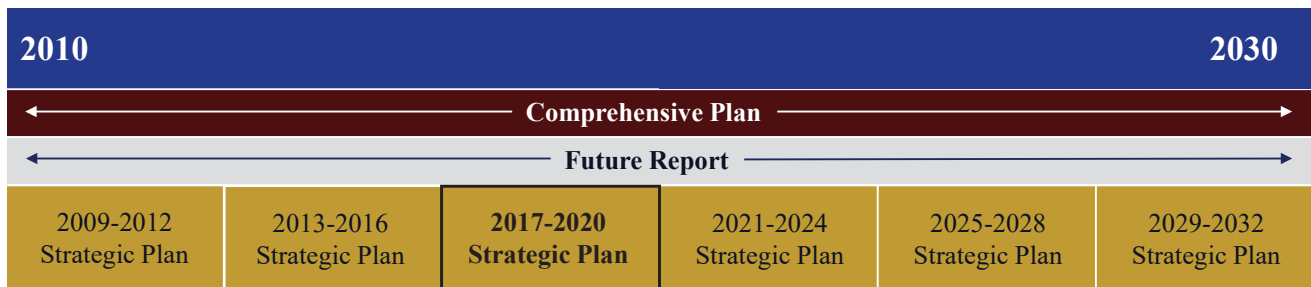 2010 2030
Comprehensive Plan
Future Report
2009-2012 2013-2016 2017-2020 2021-2024 2025-2028 2029-2032
Strategic Plan Strategic Plan Strategic Plan Strategic Plan Strategic Plan Strategic Plan